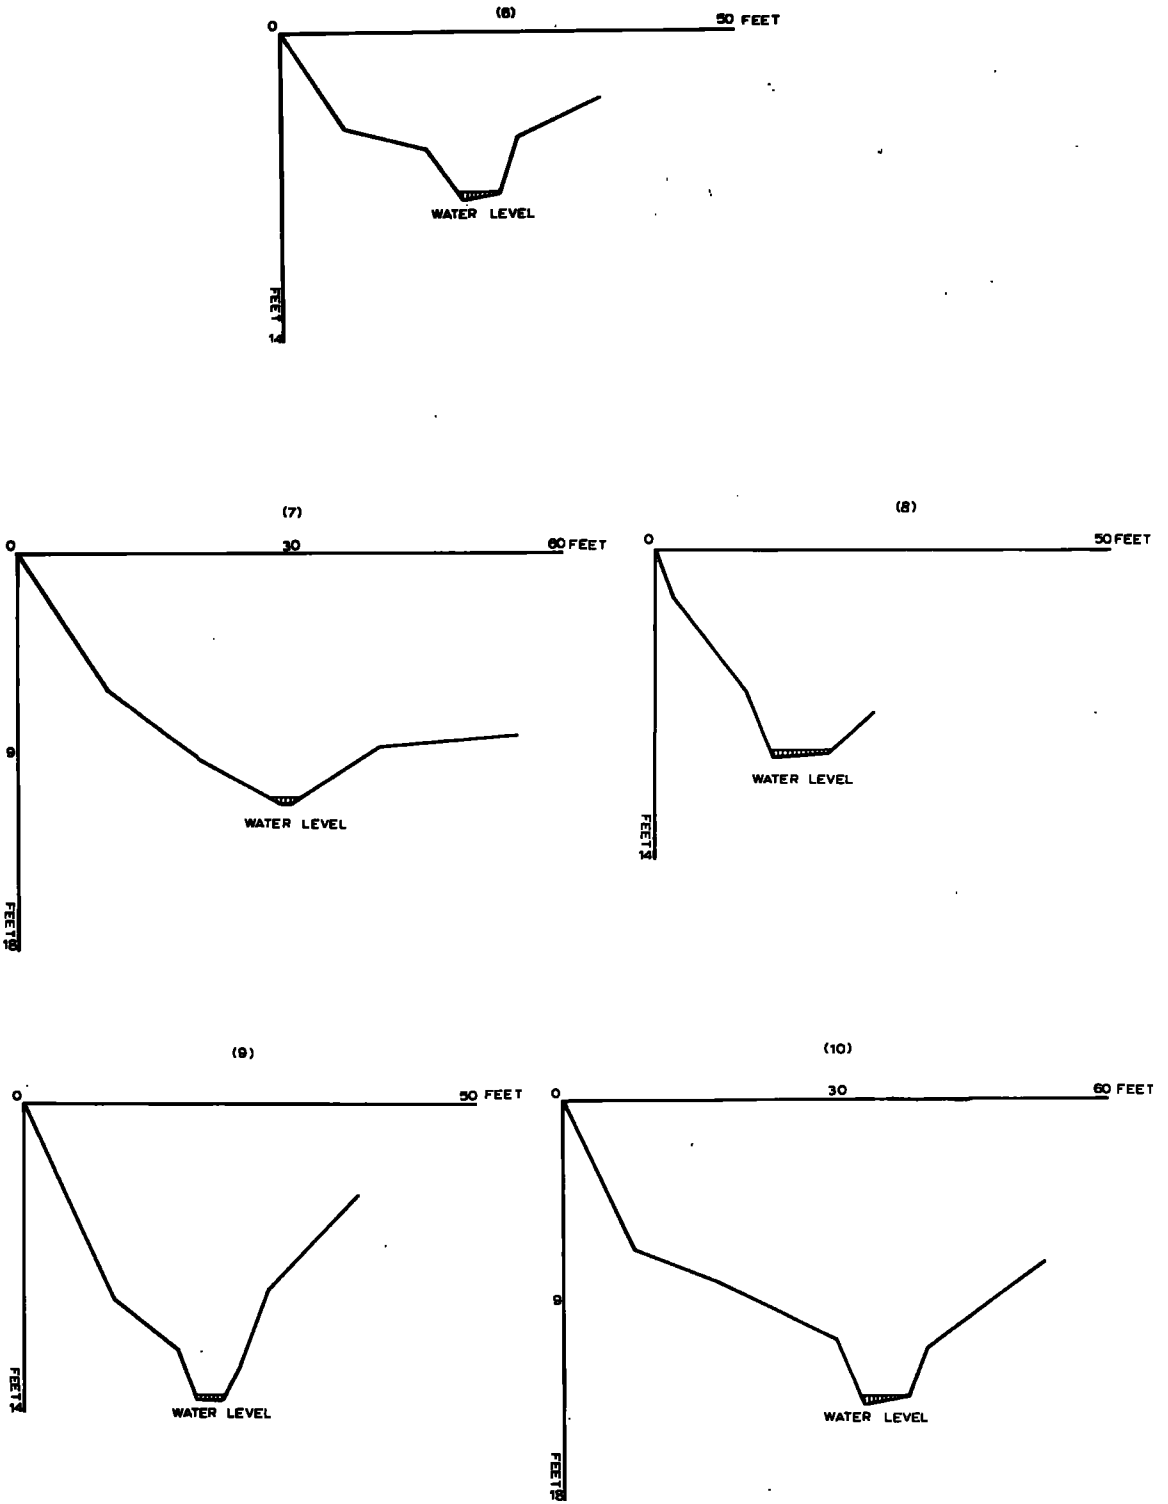 (6)
0 50 FEET
WATER LEVEL
FEET
14
(7)
0 30 60 FEET
9
WATER LEVEL
FEET
18
(8)
0 50 FEET
WATER LEVEL
FEET
14
(9)
0 50 FEET
WATER LEVEL
FEET
14
(10)
0 30 60 FEET
9
WATER LEVEL
FEET
18